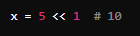 x = 5 << 1  # 10